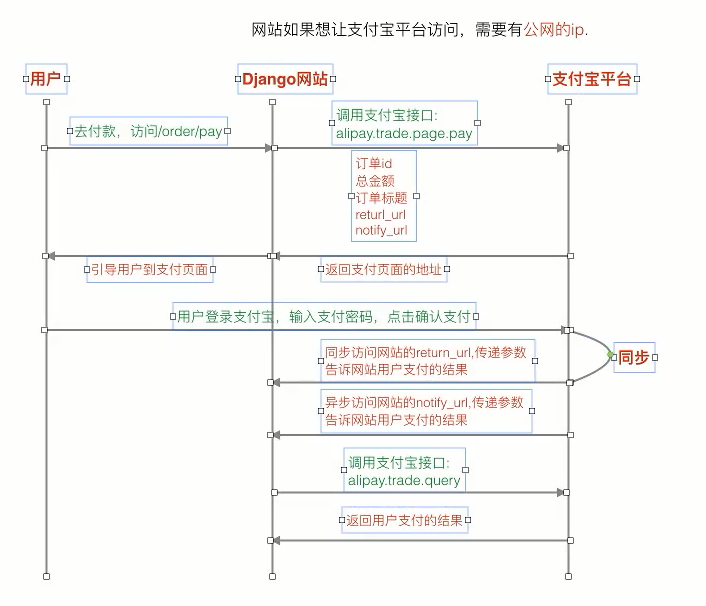 网站如果想让支付宝平台访问，需要有公网的ip.
用户
Django网站
支付宝平台
去付款，访问/order/pay
调用支付宝接口：
alipay.trade.page.pay
订单id
总金额
订单标题
returl_url
notify_url
引导用户到支付页面
返回支付页面的地址
用户登录支付宝，输入支付密码，点击确认支付
同步访问网站的return_url,传递参数
告诉网站用户支付的结果
同步
异步访问网站的notify_url,传递参数
告诉网站用户支付的结果
调用支付宝接口：
alipay.trade.query
返回用户支付的结果